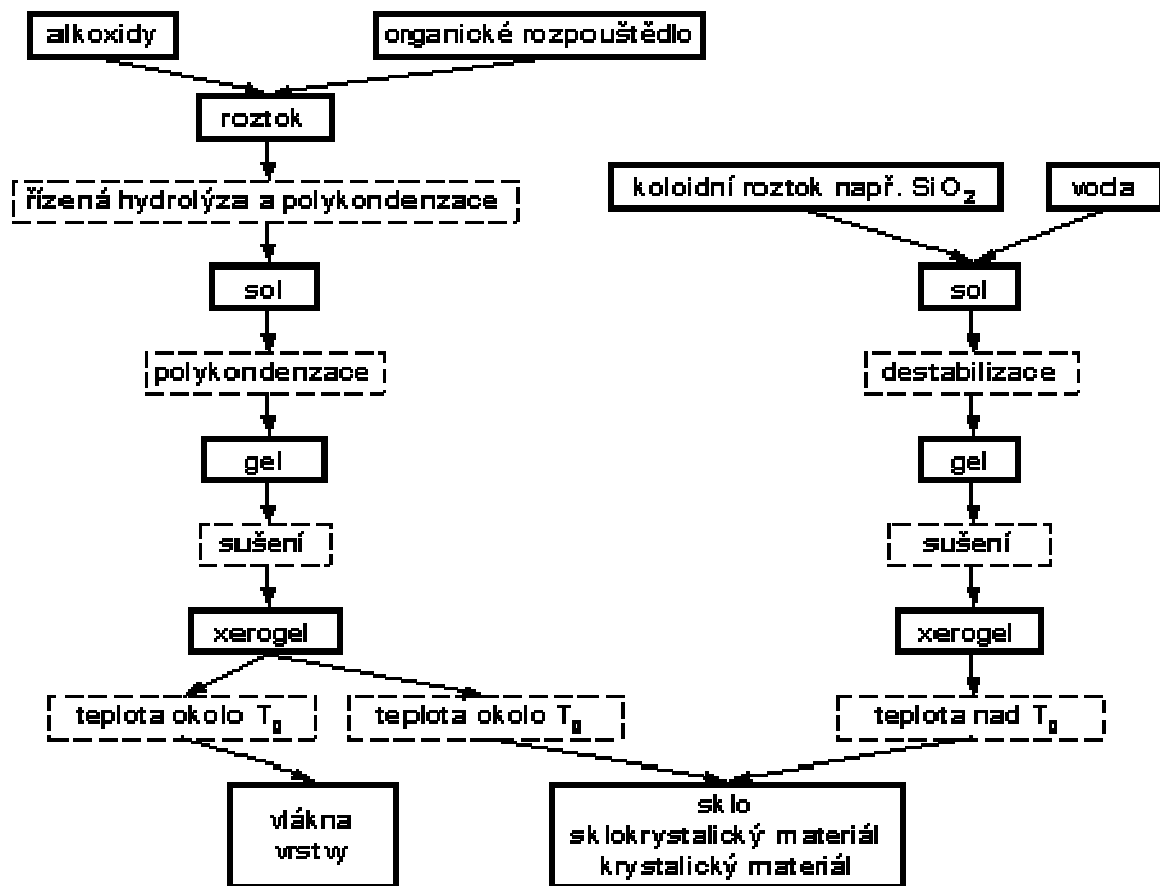 alkoxidy
organické rozpouštědlo
roztok
řízená hydrolýza a polykondenzace
koloidní roztok např. SiO₂
voda
sol
sol
polykondenzace
destabilizace
gel
gel
sušení
sušení
xerogel
xerogel
teplota okolo Tg
teplota okolo Tg
teplota nad Tg
vlákna
vrstvy
sklo
sklokrystalický materiál
krystalický materiál